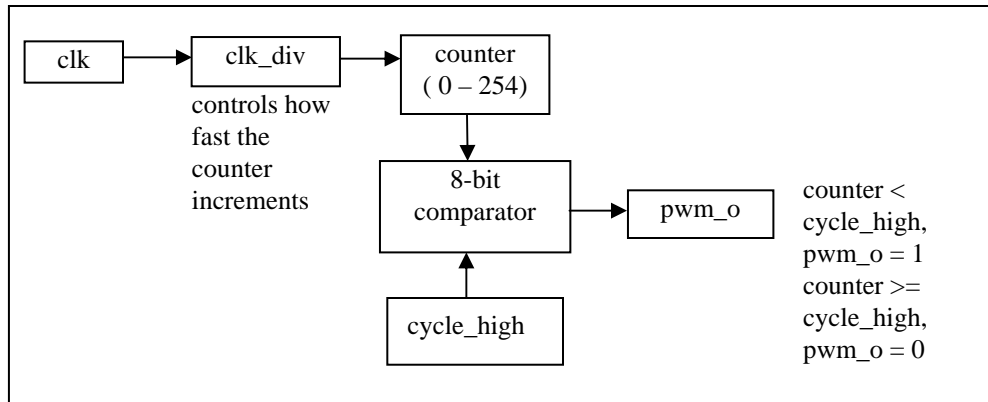 clk
clk_div
counter
( 0 – 254)
controls how
fast the
counter
increments
8-bit
comparator
pwm_o
counter <
cycle_high,
pwm_o = 1
counter >=
cycle_high,
pwm_o = 0
cycle_high